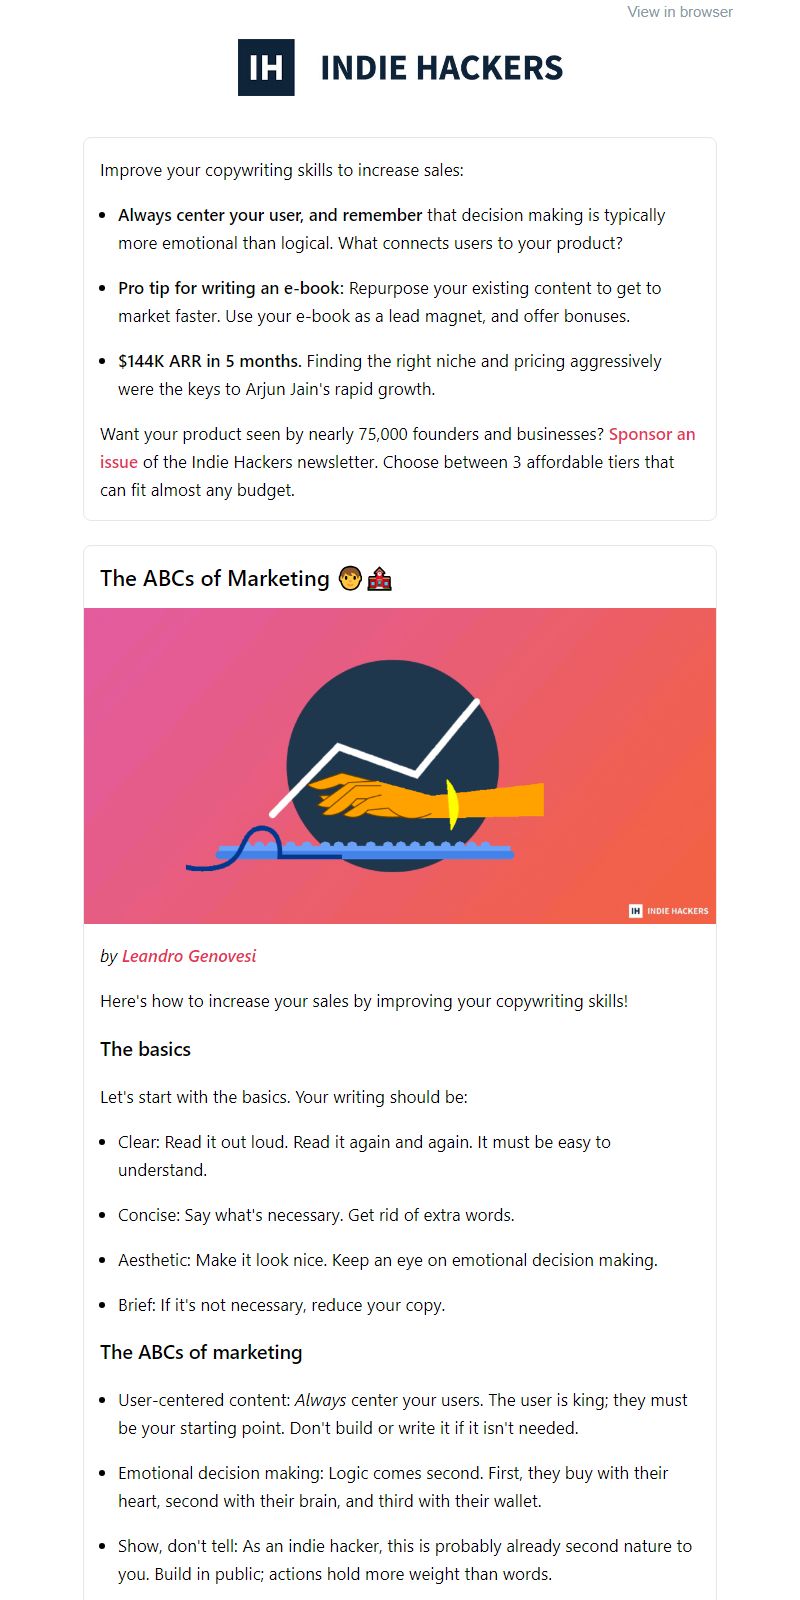 View in browser
IH INDIE HACKERS
Improve your copywriting skills to increase sales:
• Always center your user, and remember that decision making is typically
more emotional than logical. What connects users to your product?
• Pro tip for writing an e-book: Repurpose your existing content to get to
market faster. Use your e-book as a lead magnet, and offer bonuses.
• $144K ARR in 5 months. Finding the right niche and pricing aggressively
were the keys to Arjun Jain's rapid growth.
Want your product seen by nearly 75,000 founders and businesses? Sponsor an
issue of the Indie Hackers newsletter. Choose between 3 affordable tiers that
can fit almost any budget.
The ABCs of Marketing 🧑🏫
IH INDIE HACKERS
by Leandro Genovesi
Here's how to increase your sales by improving your copywriting skills!
The basics
Let's start with the basics. Your writing should be:
• Clear: Read it out loud. Read it again and again. It must be easy to
understand.
• Concise: Say what's necessary. Get rid of extra words.
• Aesthetic: Make it look nice. Keep an eye on emotional decision making.
• Brief: If it's not necessary, reduce your copy.
The ABCs of marketing
• User-centered content: Always center your users. The user is king; they must
be your starting point. Don't build or write it if it isn't needed.
• Emotional decision making: Logic comes second. First, they buy with their
heart, second with their brain, and third with their wallet.
• Show, don't tell: As an indie hacker, this is probably already second nature to
you. Build in public; actions hold more weight than words.